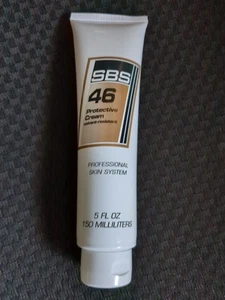 SBS
46
Protective
Cream
PROFESSIONAL
SKIN SYSTEM
5 FL OZ
150 MILLILITERS